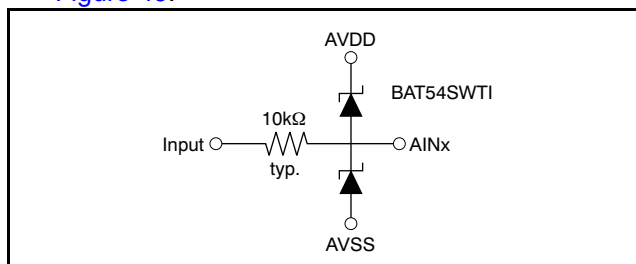 AVDD
BAT54SWTI
10kΩ
Input
AINx
typ.
AVSS